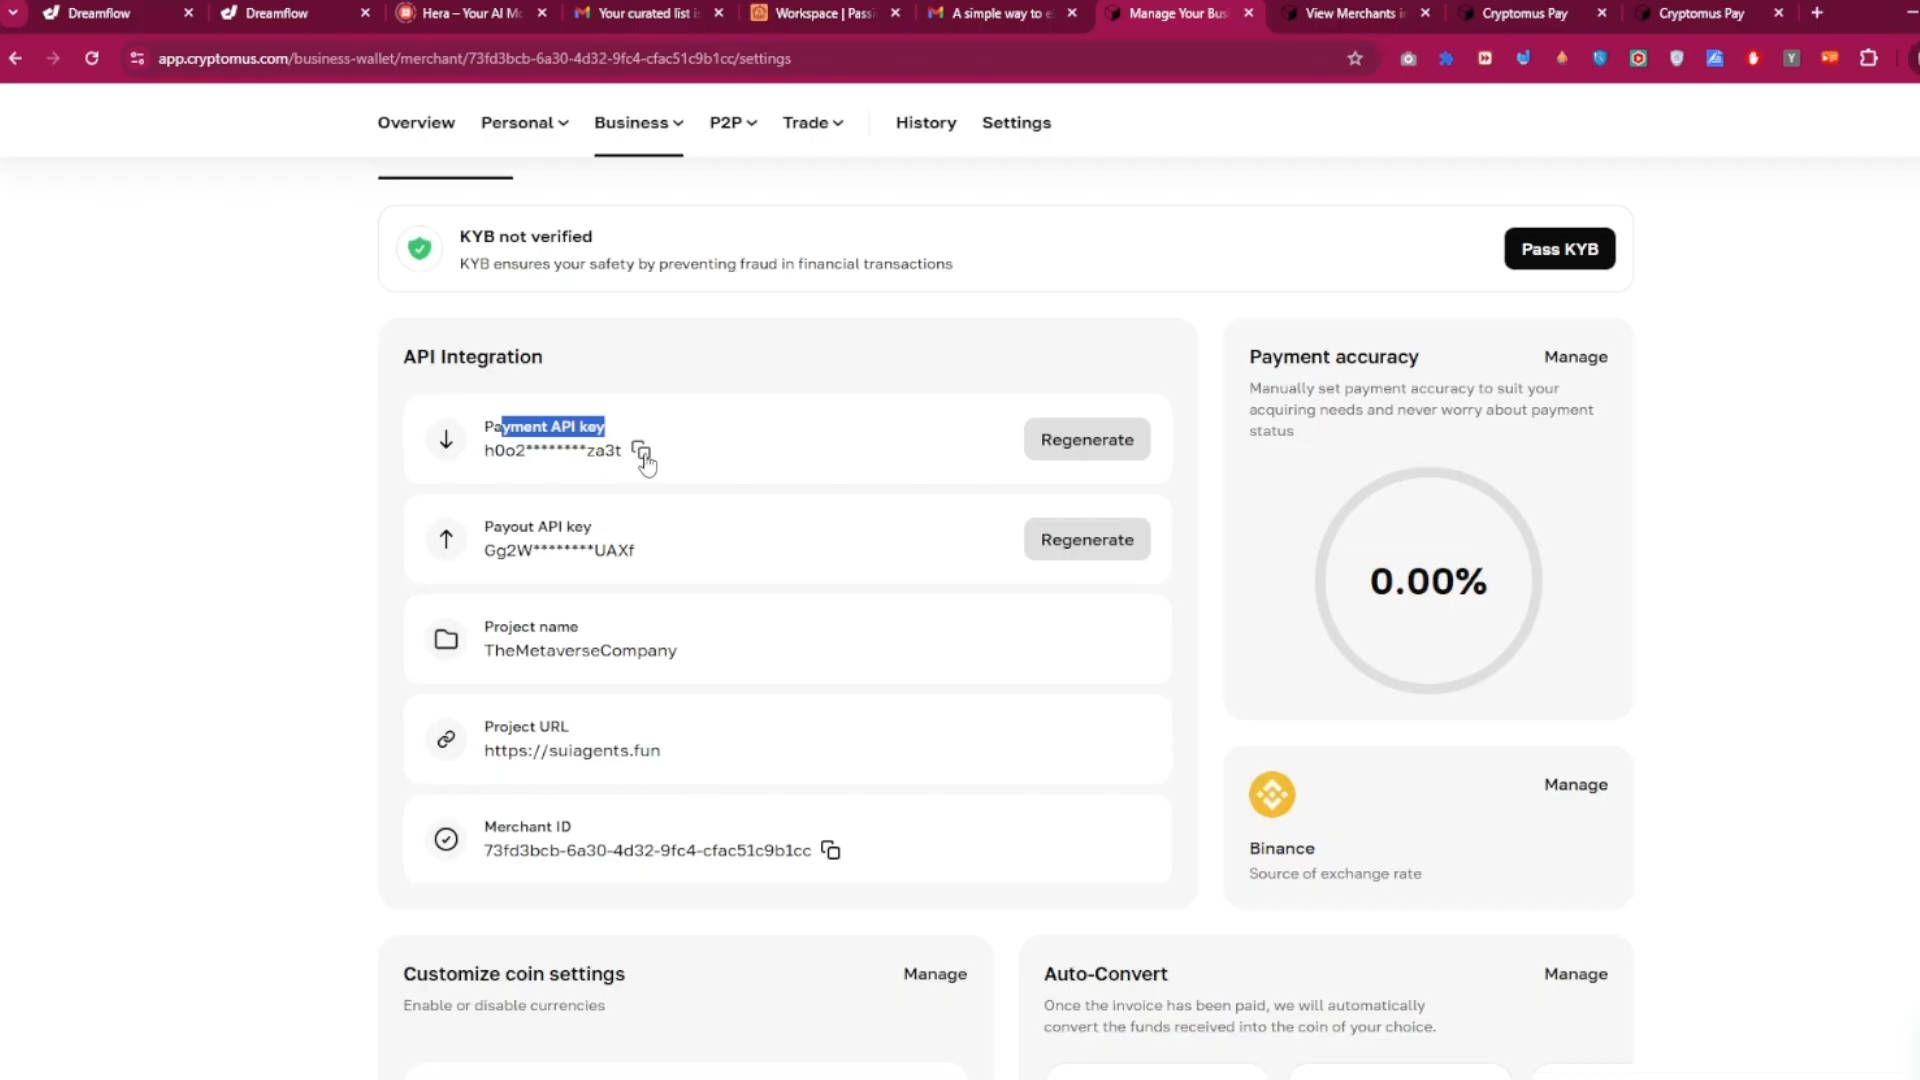 Dreamflow
Dreamflow
Hera – Your AI Mo
Your curated list is
Workspace | Passi
A simple way to e
Manage Your Busi
View Merchants i
Cryptomus Pay
Cryptomus Pay
app.cryptomus.com/business-wallet/merchant/73fd3bcb-6a30-4d32-9fc4-cfac51c9b1cc/settings
Overview
Personal
Business
P2P
Trade
History
Settings
KYB not verified
KYB ensures your safety by preventing fraud in financial transactions
Pass KYB
API Integration
Payment API key
h0o2********za3t
Regenerate
Payout API key
Gg2W********UAXf
Regenerate
Project name
TheMetaverseCompany
Project URL
https://suiagents.fun
Merchant ID
73fd3bcb-6a30-4d32-9fc4-cfac51c9b1cc
Payment accuracy
Manage
Manually set payment accuracy to suit your
acquiring needs and never worry about payment
status
0.00%
Manage
Binance
Source of exchange rate
Customize coin settings
Manage
Enable or disable currencies
Auto-Convert
Manage
Once the invoice has been paid, we will automatically
convert the funds received into the coin of your choice.